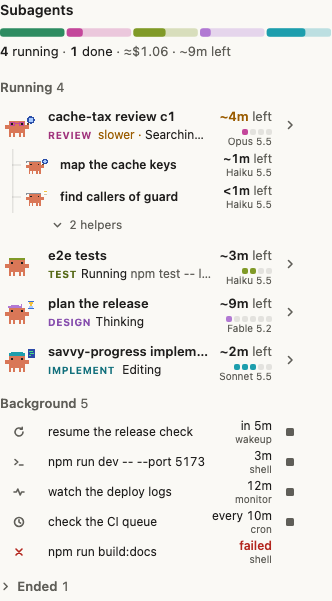 Subagents
4 running · 1 done · ≈$1.06 · ~9m left
Running 4
cache-tax review c1 ~4m left
REVIEW slower · Searchin... Opus 5.5
map the cache keys ~1m left
Haiku 5.5
find callers of guard <1m left
Haiku 5.5
2 helpers
e2e tests ~3m left
TEST Running npm test -- l... Haiku 5.5
plan the release ~9m left
DESIGN Thinking Fable 5.2
savvy-progress implem... ~2m left
IMPLEMENT Editing Sonnet 5.5
Background 5
resume the release check in 5m
wakeup
npm run dev -- --port 5173 3m
shell
watch the deploy logs 12m
monitor
check the CI queue every 10m
cron
npm run build:docs failed
shell
Ended 1